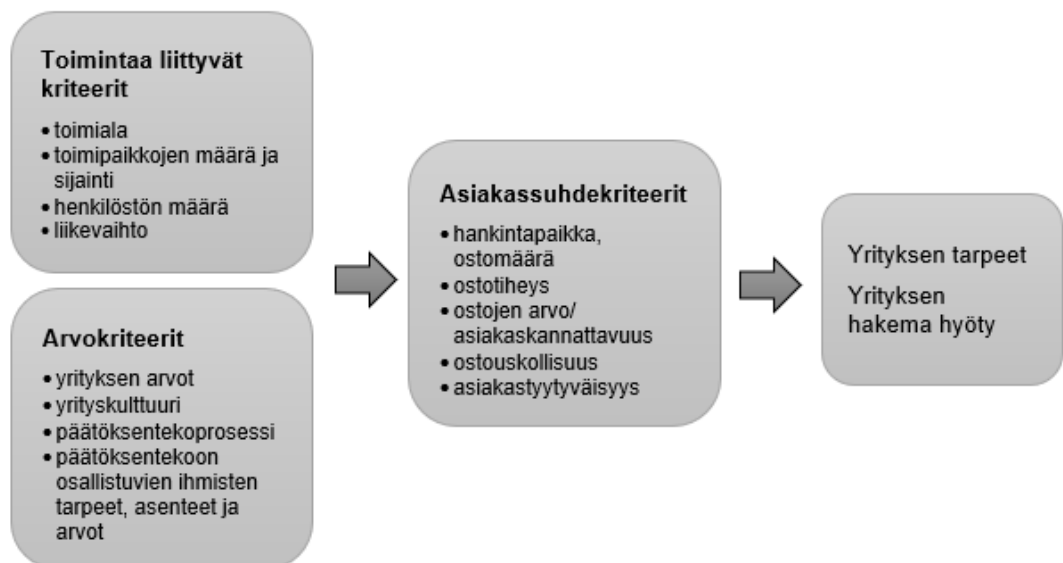 Toimintaa liittyvät
kriteerit
• toimiala
• toimipaikkojen määrä ja
sijainti
• henkilöstön määrä
• liikevaihto
Arvokriteerit
• yrityksen arvot
• yrityskulttuuri
• päätöksentekoprosessi
• päätöksentekoon
osallistuvien ihmisten
tarpeet, asenteet ja
arvot
Asiakassuhdekriteerit
• hankintapaikka,
ostomäärä
• ostotiheys
• ostojen arvo/
asiakaskannattavuus
• ostouskollisuus
• asiakastyytyväisyys
Yrityksen tarpeet
Yrityksen
hakema hyöty